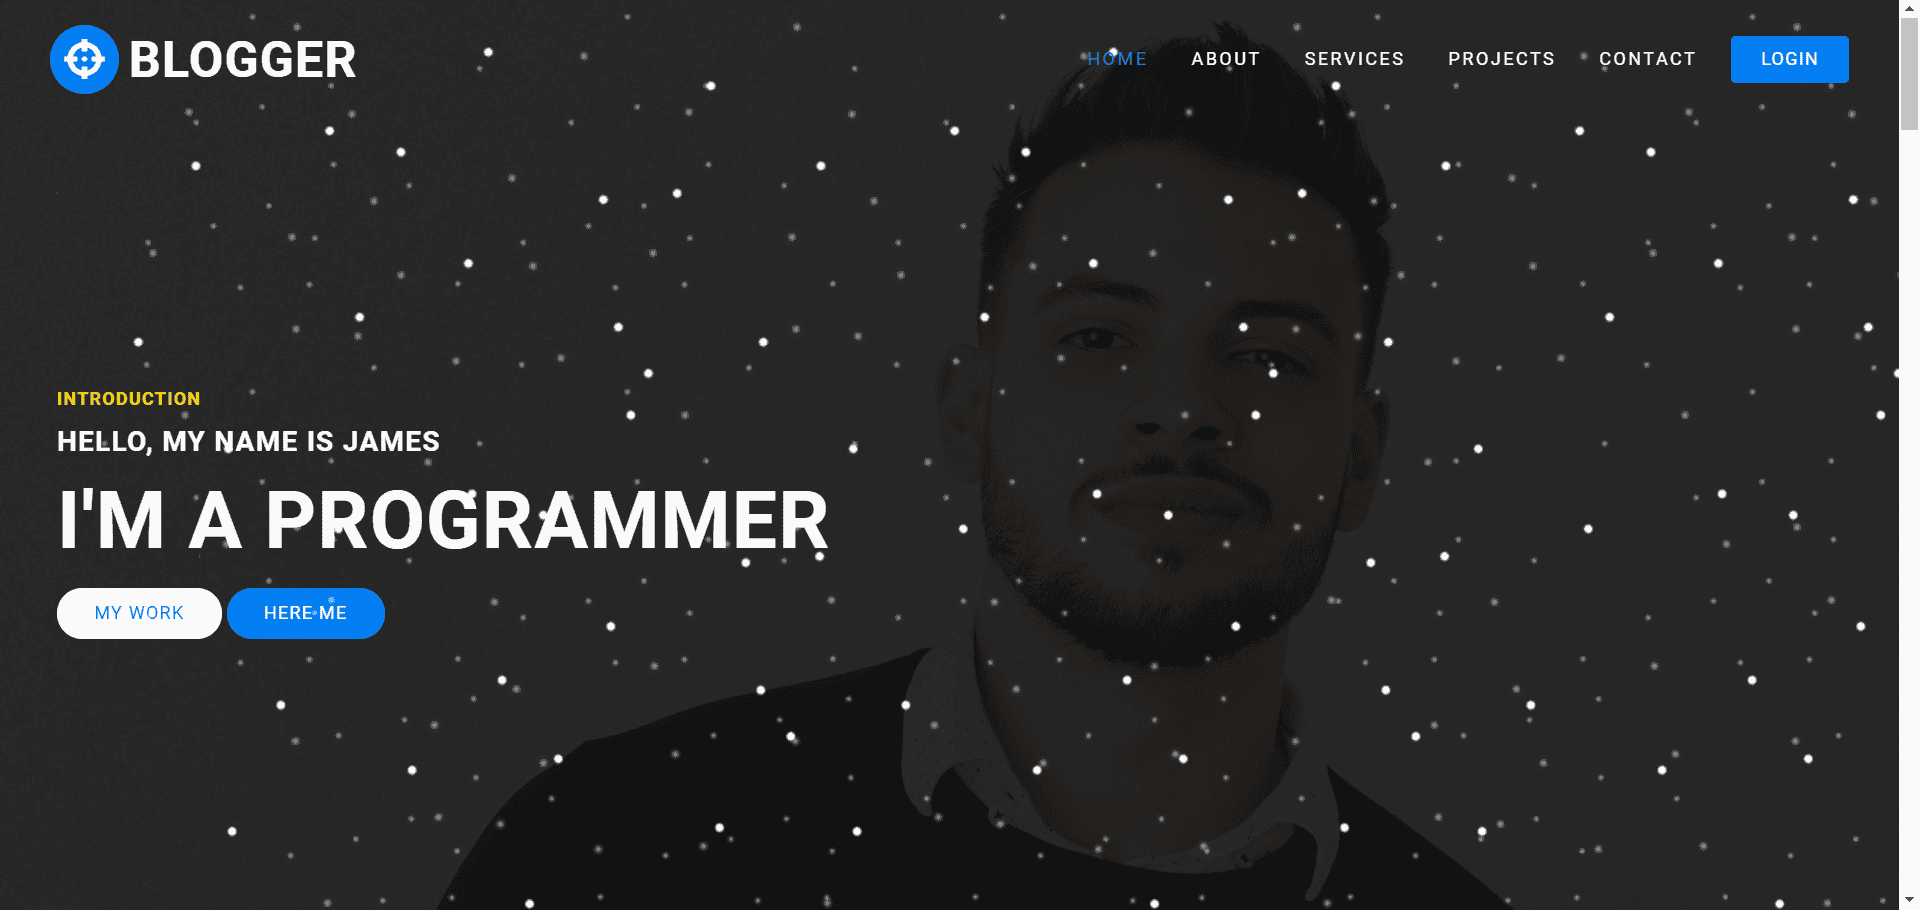 BLOGGER
HOME ABOUT SERVICES PROJECTS CONTACT LOGIN
INTRODUCTION
HELLO, MY NAME IS JAMES
I'M A PROGRAMMER
MY WORK HERE ME